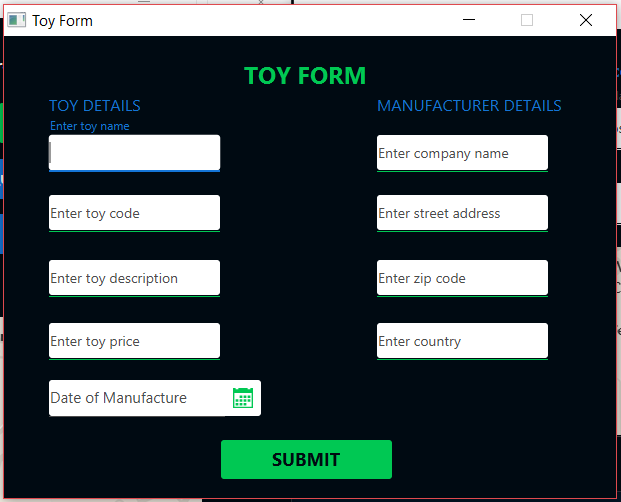 Toy Form
TOY FORM
TOY DETAILS
Enter toy name
Enter toy code
Enter toy description
Enter toy price
Date of Manufacture
MANUFACTURER DETAILS
Enter company name
Enter street address
Enter zip code
Enter country
SUBMIT